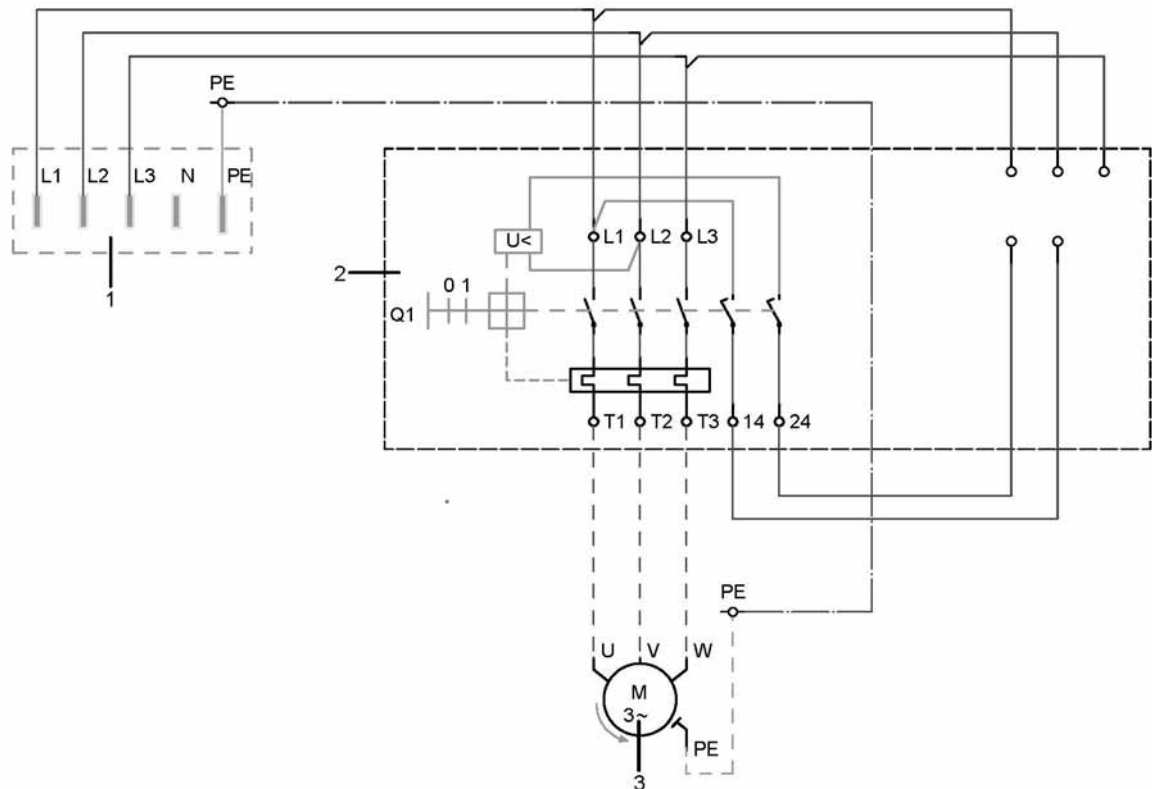 PE
L1 L2 L3 N PE
1
2
U<
L1 L2 L3
0 1
Q1
T1 T2 T3 14 24
PE
U V W
M
3~
PE
3